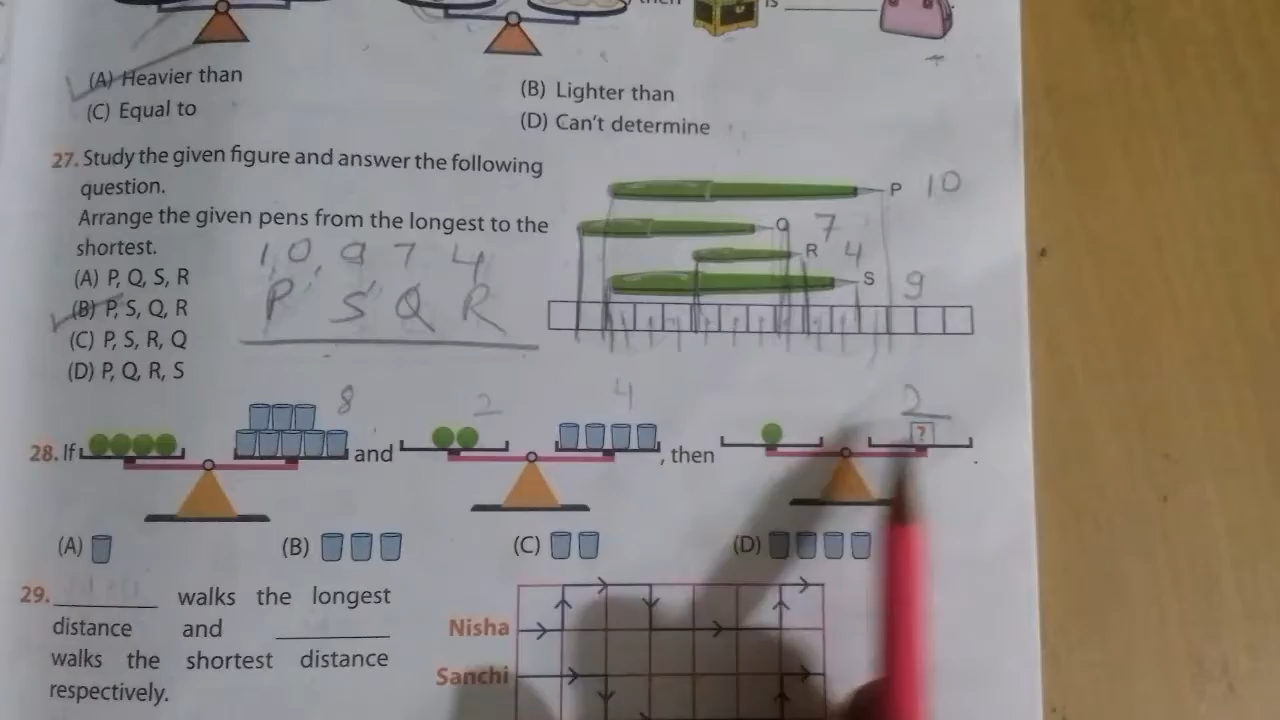 is ________
(A) Heavier than
(B) Lighter than
(C) Equal to
(D) Can't determine
27. Study the given figure and answer the following
question.
Arrange the given pens from the longest to the
shortest.
(A) P, Q, S, R
(B) P, S, Q, R
(C) P, S, R, Q
(D) P, Q, R, S
10, 9 7 4
P S Q R
P 10
Q 7
R 4
S 9
8
2
4
2
28. If and , then ? .
(A)
(B)
(C)
(D)
29. ________ walks the longest
distance and ________
walks the shortest distance
respectively.
Nisha
Sanchi